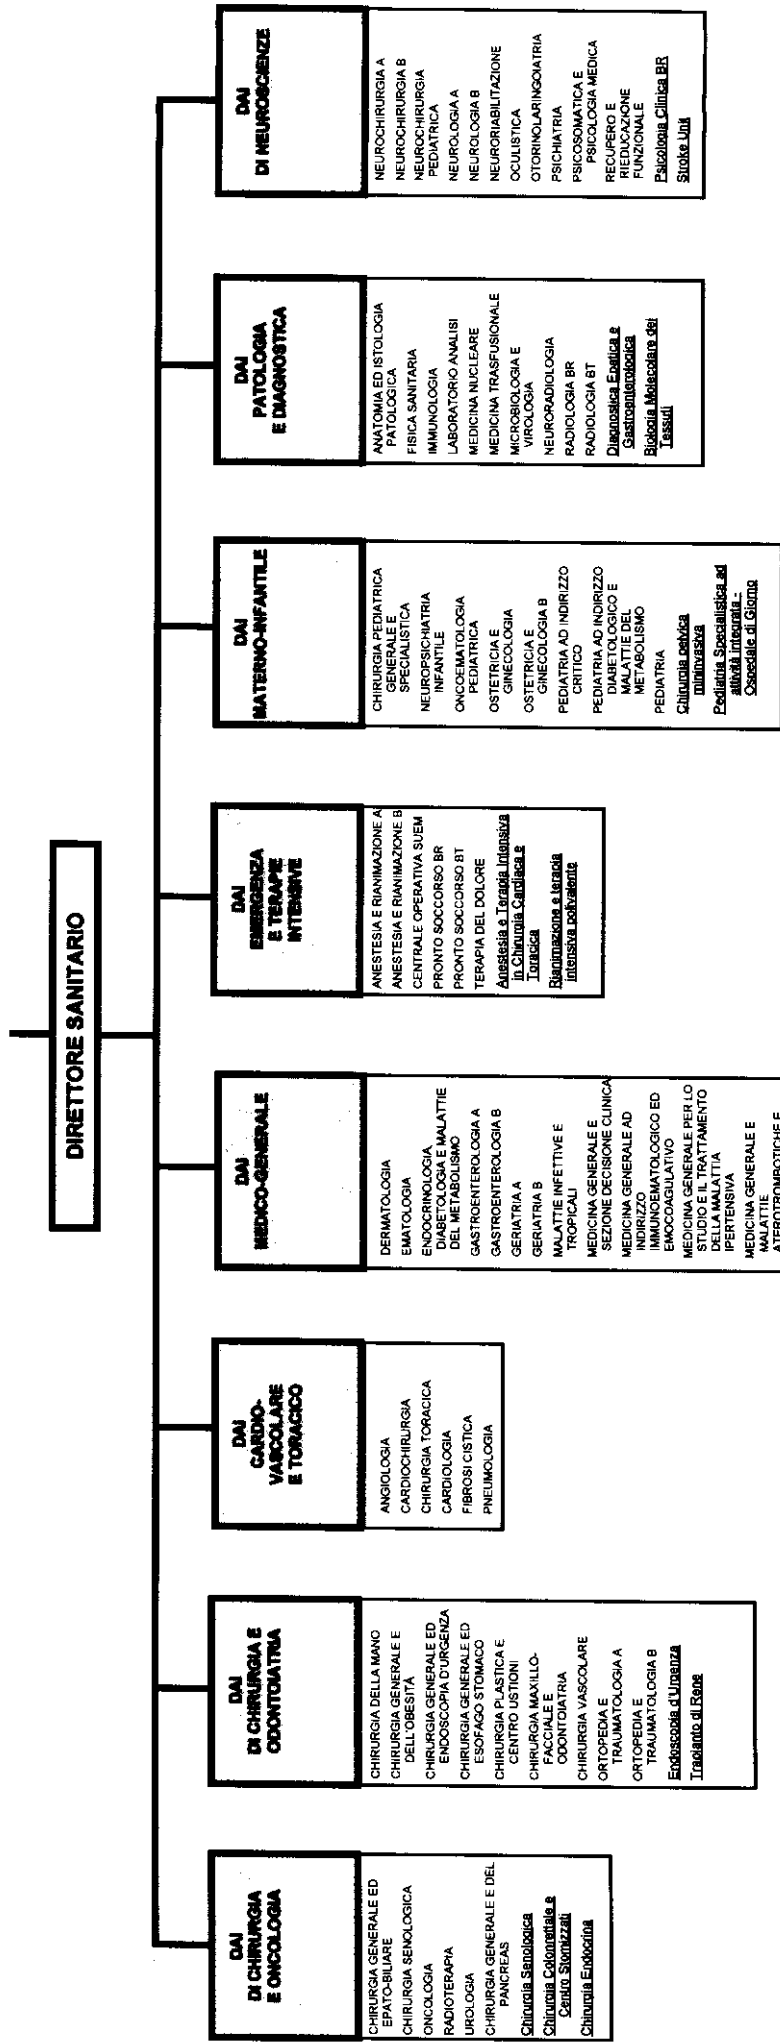 DIRETTORE SANITARIO
DAI
DI CHIRURGIA
E ONCOLOGIA
CHIRURGIA GENERALE ED
EPATO-BILIARE
CHIRURGIA SENOLOGICA
ONCOLOGIA
RADIOTERAPIA
UROLOGIA
CHIRURGIA GENERALE E DEL
PANCREAS
Chirurgia Senologica
Chirurgia Colonrettale e
Centro Stomizzati
Chirurgia Endocrina
DAI
DI CHIRURGIA E
ODONTOIATRIA
CHIRURGIA DELLA MANO
CHIRURGIA GENERALE E
DELL'OBESITÀ
CHIRURGIA GENERALE ED
ENDOSCOPIA D'URGENZA
CHIRURGIA GENERALE ED
ESOFAGO STOMACO
CHIRURGIA PLASTICA E
CENTRO USTIONI
CHIRURGIA MAXILLO-
FACCIALE E
ODONTOIATRIA
CHIRURGIA VASCOLARE
ORTOPEDIA E
TRAUMATOLOGIA A
ORTOPEDIA E
TRAUMATOLOGIA B
Endoscopia d'Urgenza
Trapianto di Rene
DAI
CARDIO-
VASCOLARE
E TORACICO
ANGIOLOGIA
CARDIOCHIRURGIA
CHIRURGIA TORACICA
CARDIOLOGIA
FIBROSI CISTICA
PNEUMOLOGIA
DAI
MEDICO-GENERALE
DERMATOLOGIA
EMATOLOGIA
ENDOCRINOLOGIA,
DIABETOLOGIA E MALATTIE
DEL METABOLISMO
GASTROENTEROLOGIA A
GASTROENTEROLOGIA B
GERIATRIA A
GERIATRIA B
MALATTIE INFETTIVE E
TROPICALI
MEDICINA GENERALE E
SEZIONE DECISIONE CLINICA
MEDICINA GENERALE AD
INDIRIZZO
IMMUNOEMATOLOGICO ED
EMOCOAGULATIVO
MEDICINA GENERALE PER LO
STUDIO E IL TRATTAMENTO
DELLA MALATTIA
IPERTENSIVA
MEDICINA GENERALE E
MALATTIE
ATEROTROMBOTICHE E
DAI
EMERGENZA
E TERAPIE
INTENSIVE
ANESTESIA E RIANIMAZIONE A
ANESTESIA E RIANIMAZIONE B
CENTRALE OPERATIVA SUEM
PRONTO SOCCORSO BR
PRONTO SOCCORSO BT
TERAPIA DEL DOLORE
Anestesia e Terapia Intensiva
in Chirurgia Cardiaca e
Toracica
Rianimazione e terapia
intensiva polivalente
DAI
MATERNO-INFANTILE
CHIRURGIA PEDIATRICA
GENERALE E
SPECIALISTICA
NEUROPSICHIATRIA
INFANTILE
ONCOEMATOLOGIA
PEDIATRICA
OSTETRICIA E
GINECOLOGIA
OSTETRICIA E
GINECOLOGIA B
PEDIATRIA AD INDIRIZZO
CRITICO
PEDIATRIA AD INDIRIZZO
DIABETOLOGICO E
MALATTIE DEL
METABOLISMO
PEDIATRIA
Chirurgia pelvica
mininvasiva
Pediatria Specialistica ad
attività integrata -
Ospedale di Giorno
DAI
PATOLOGIA
E DIAGNOSTICA
ANATOMIA ED ISTOLOGIA
PATOLOGICA
FISICA SANITARIA
IMMUNOLOGIA
LABORATORIO ANALISI
MEDICINA NUCLEARE
MEDICINA TRASFUSIONALE
MICROBIOLOGIA E
VIROLOGIA
NEURORADIOLOGIA
RADIOLOGIA BR
RADIOLOGIA BT
Diagnostica Epatica e
Gastroenterologica
Biologia Molecolare dei
Tessuti
DAI
DI NEUROSCIENZE
NEUROCHIRURGIA A
NEUROCHIRURGIA B
NEUROCHIRURGIA
PEDIATRICA
NEUROLOGIA A
NEUROLOGIA B
NEURORIABILITAZIONE
OCULISTICA
OTORINOLARINGOIATRIA
PSICHIATRIA
PSICOSOMATICA E
PSICOLOGIA MEDICA
RECUPERO E
RIEDUCAZIONE
FUNZIONALE
Psicologia Clinica BR
Stroke Unit